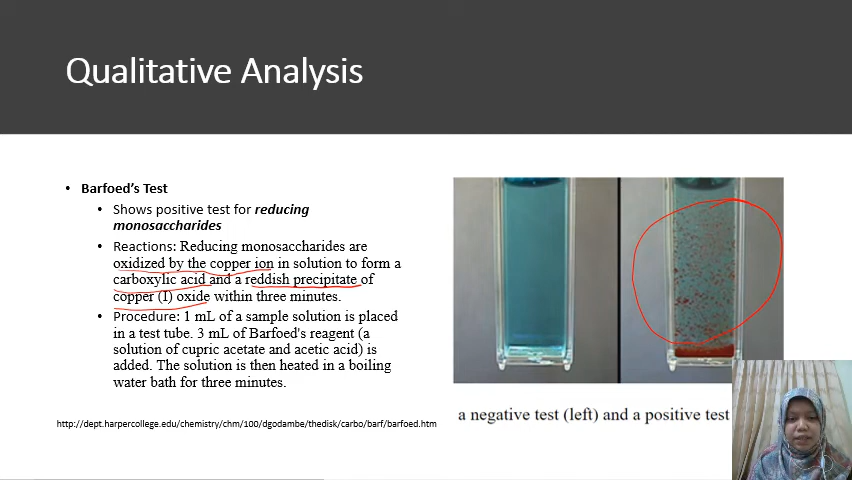 Qualitative Analysis
• Barfoed's Test
• Shows positive test for reducing
monosaccharides
• Reactions: Reducing monosaccharides are
oxidized by the copper ion in solution to form a
carboxylic acid and a reddish precipitate of
copper (I) oxide within three minutes.
• Procedure: 1 mL of a sample solution is placed
in a test tube. 3 mL of Barfoed's reagent (a
solution of cupric acetate and acetic acid) is
added. The solution is then heated in a boiling
water bath for three minutes.
http://dept.harpercollege.edu/chemistry/chm/100/dgodambe/thedisk/carbo/barf/barfoed.htm
a negative test (left) and a positive test